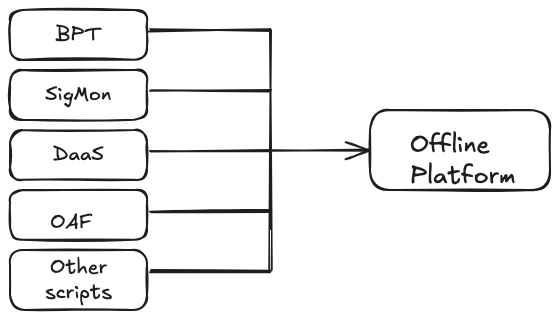 BPT
SigMon
DaaS
OAF
Other
scripts
Offline
Platform